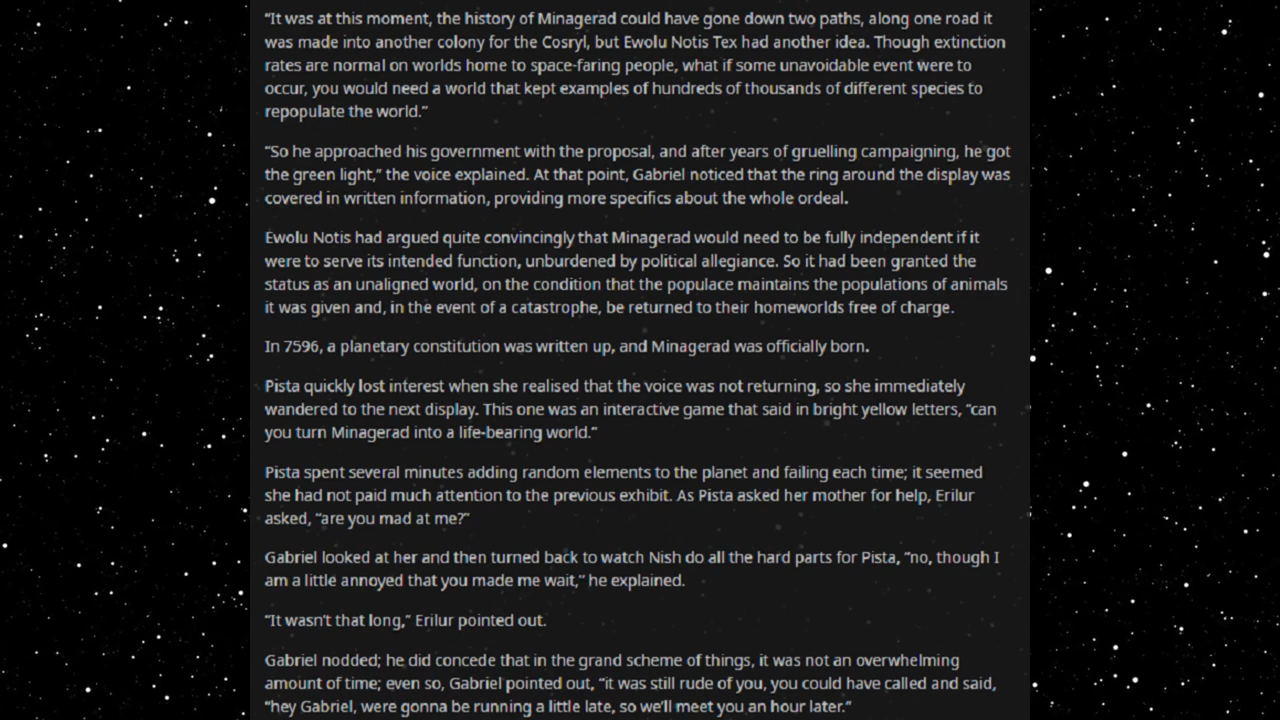 “It was at this moment, the history of Minagerad could have gone down two paths, along one road it
was made into another colony for the Cosryl, but Ewolu Notis Tex had another idea. Though extinction
rates are normal on worlds home to space-faring people, what if some unavoidable event were to
occur, you would need a world that kept examples of hundreds of thousands of different species to
repopulate the world.”
“So he approached his government with the proposal, and after years of gruelling campaigning, he got
the green light,” the voice explained. At that point, Gabriel noticed that the ring around the display was
covered in written information, providing more specifics about the whole ordeal.
Ewolu Notis had argued quite convincingly that Minagerad would need to be fully independent if it
were to serve its intended function, unburdened by political allegiance. So it had been granted the
status as an unaligned world, on the condition that the populace maintains the populations of animals
it was given and, in the event of a catastrophe, be returned to their homeworlds free of charge.
In 7596, a planetary constitution was written up, and Minagerad was officially born.
Pista quickly lost interest when she realised that the voice was not returning, so she immediately
wandered to the next display. This one was an interactive game that said in bright yellow letters, “can
you turn Minagerad into a life-bearing world.”
Pista spent several minutes adding random elements to the planet and failing each time; it seemed
she had not paid much attention to the previous exhibit. As Pista asked her mother for help, Erilur
asked, “are you mad at me?”
Gabriel looked at her and then turned back to watch Nish do all the hard parts for Pista, “no, though I
am a little annoyed that you made me wait,” he explained.
“It wasn’t that long,” Erilur pointed out.
Gabriel nodded; he did concede that in the grand scheme of things, it was not an overwhelming
amount of time; even so, Gabriel pointed out, “it was still rude of you, you could have called and said,
“hey Gabriel, were gonna be running a little late, so we’ll meet you an hour later.”